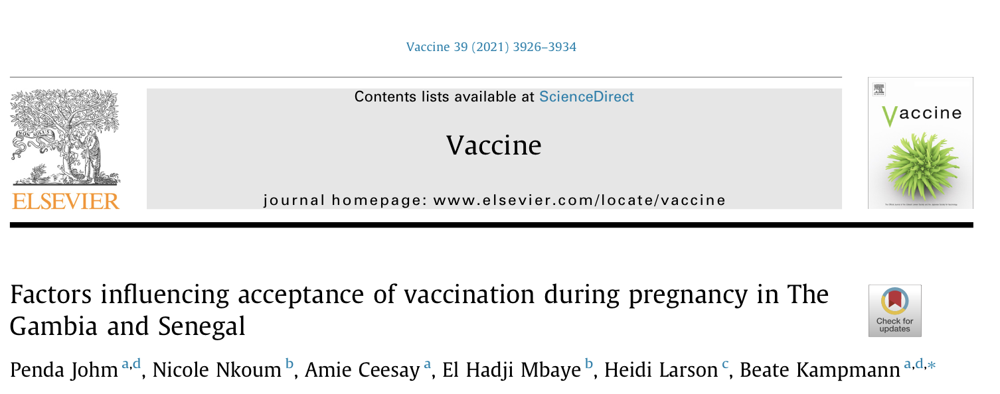 Vaccine 39 (2021) 3926–3934
Contents lists available at ScienceDirect
Vaccine
journal homepage: www.elsevier.com/locate/vaccine
NON SOLUS
ELSEVIER
Vaccine
Factors influencing acceptance of vaccination during pregnancy in The
Gambia and Senegal
Check for
updates
Penda Johm a,d, Nicole Nkoum b, Amie Ceesay a, El Hadji Mbaye b, Heidi Larson c, Beate Kampmann a,d,*